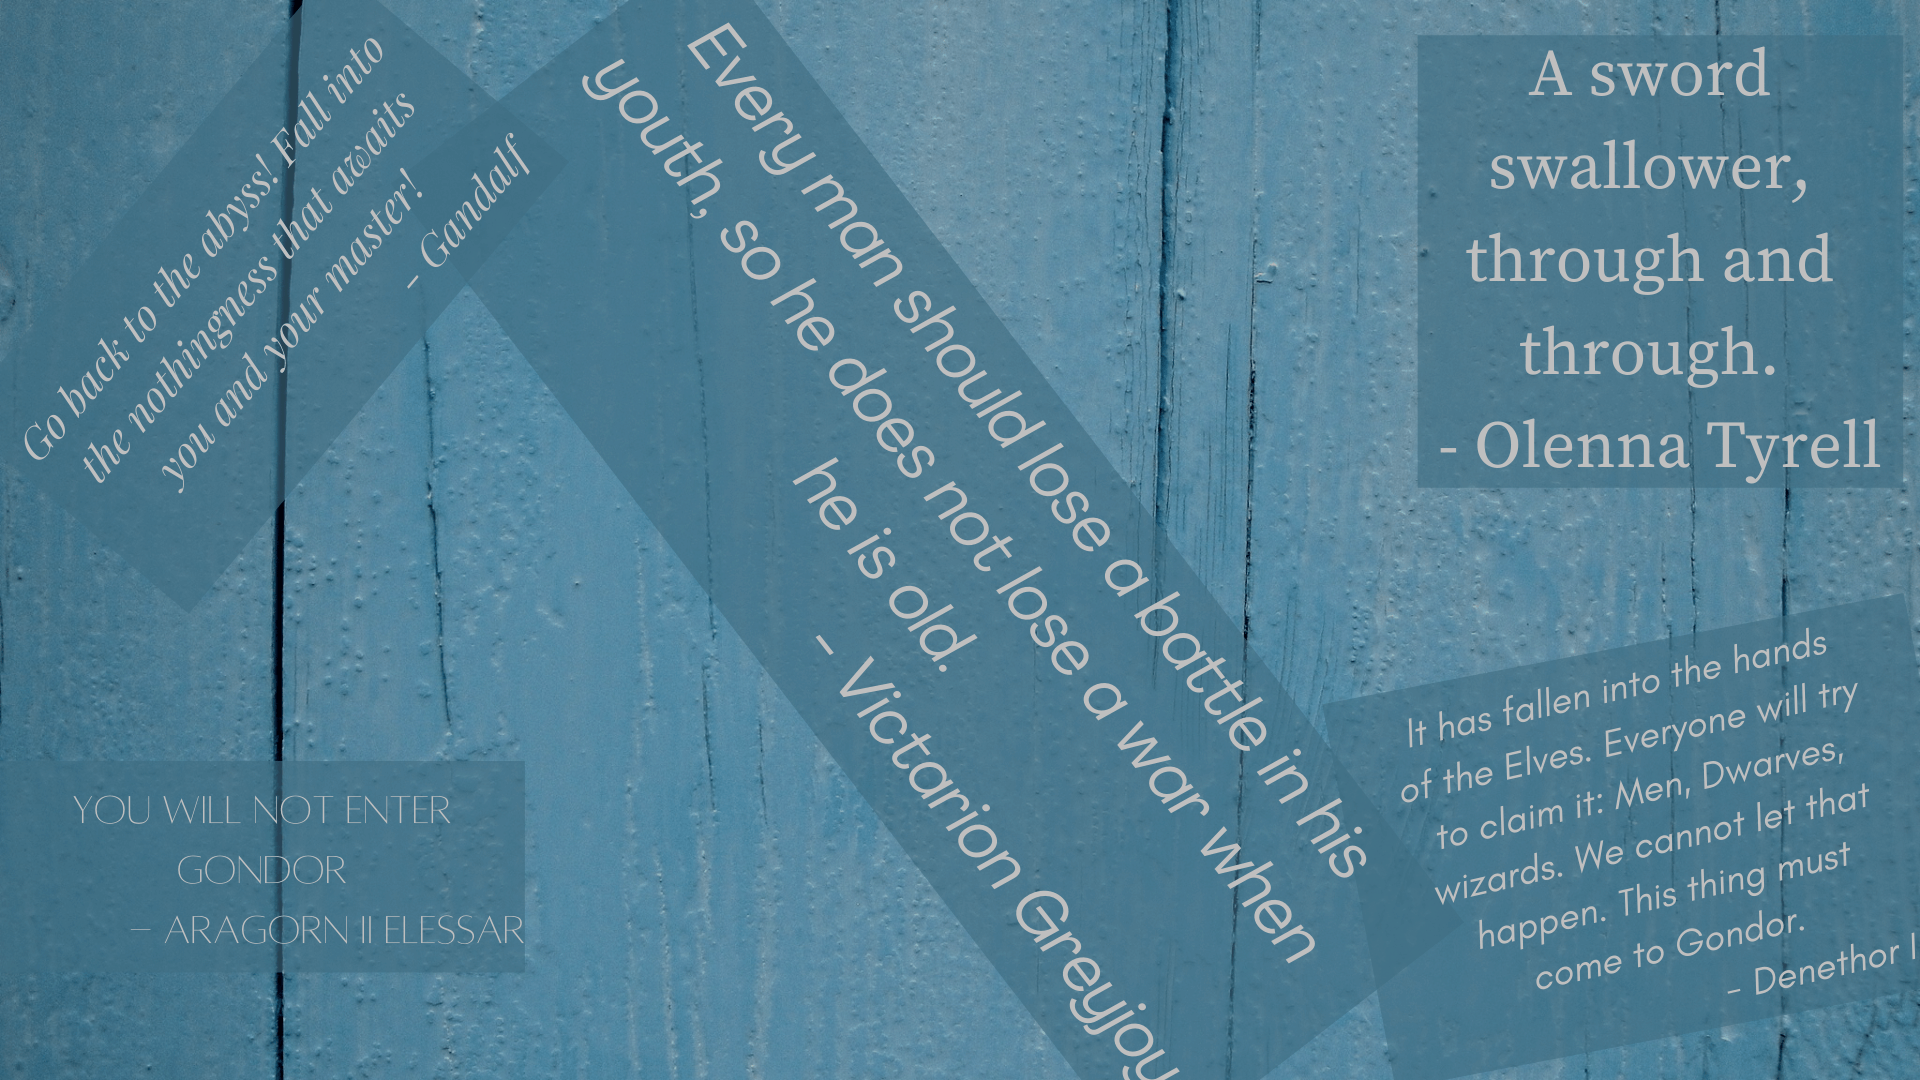 Go back to the abyss! Fall into
the nothingness that awaits
you and your master!
- Gandalf
Every man should lose a battle in his
youth, so he does not lose a war when
he is old.
- Victarion Greyjoy
A sword
swallower,
through and
through.
- Olenna Tyrell
YOU WILL NOT ENTER
GONDOR
- ARAGORN II ELESSAR
It has fallen into the hands
of the Elves. Everyone will try
to claim it: Men, Dwarves,
wizards. We cannot let that
happen. This thing must
come to Gondor.
- Denethor I